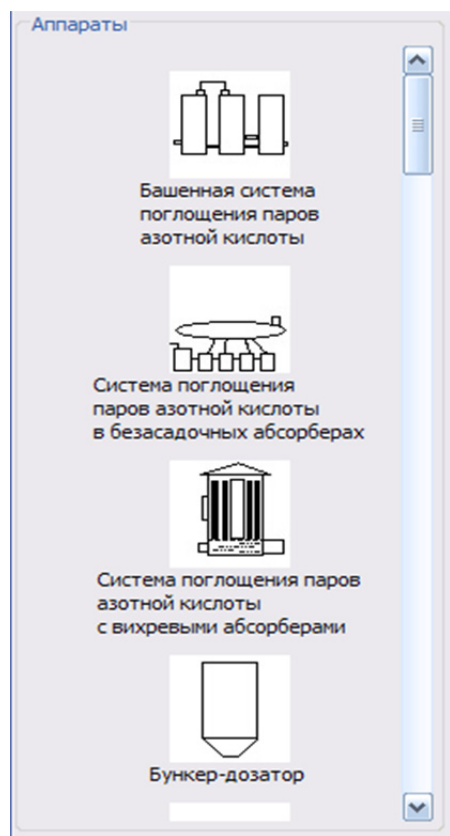 Аппараты
Башенная система
поглощения паров
азотной кислоты
Система поглощения
паров азотной кислоты
в безасадочных абсорберах
Система поглощения паров
азотной кислоты
с вихревыми абсорберами
Бункер-дозатор